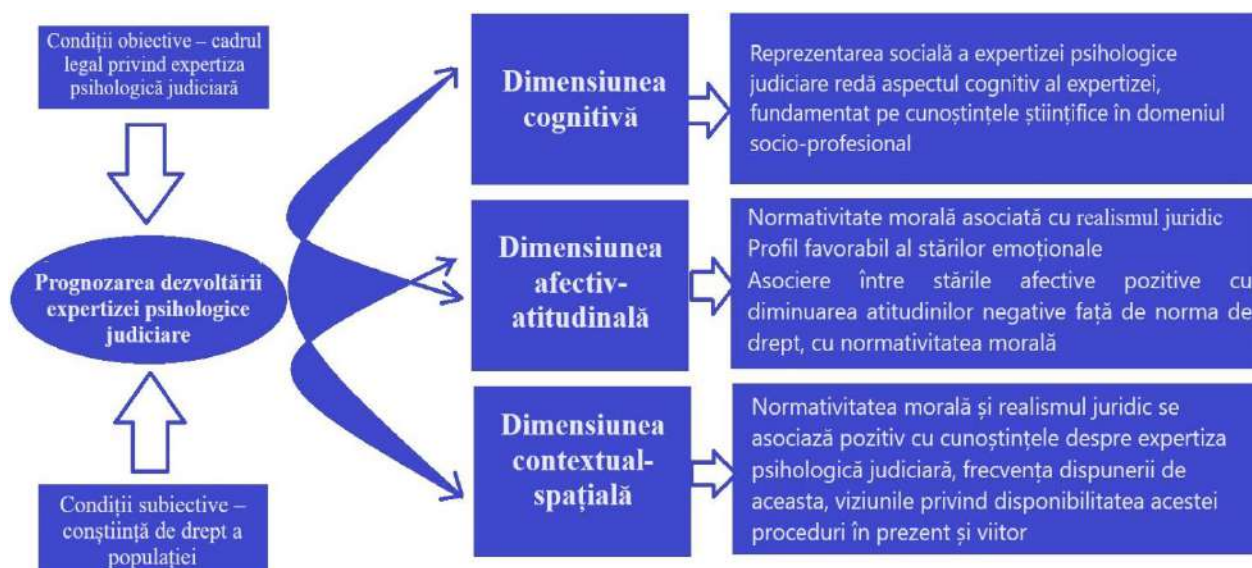 Condiții obiective – cadrul
legal privind expertiza
psihologică judiciară
Prognozarea dezvoltării
expertizei psihologice
judiciare
Condiții subiective –
conștiință de drept a
populației
Dimensiunea
cognitivă
Reprezentarea socială a expertizei psihologice
judiciare redă aspectul cognitiv al expertizei,
fundamentat pe cunoștințele științifice în domeniul
socio-profesional
Dimensiunea
afectiv-
atitudinală
Normativitate morală asociată cu realismul juridic
Profil favorabil al stărilor emoționale
Asociere între stările afective pozitive cu
diminuarea atitudinilor negative față de norma de
drept, cu normativitatea morală
Dimensiunea
contextual-
spațială
Normativitatea morală și realismul juridic se
asociază pozitiv cu cunoștințele despre expertiza
psihologică judiciară, frecvența dispunerii de
aceasta, viziunile privind disponibilitatea acestei
proceduri în prezent și viitor